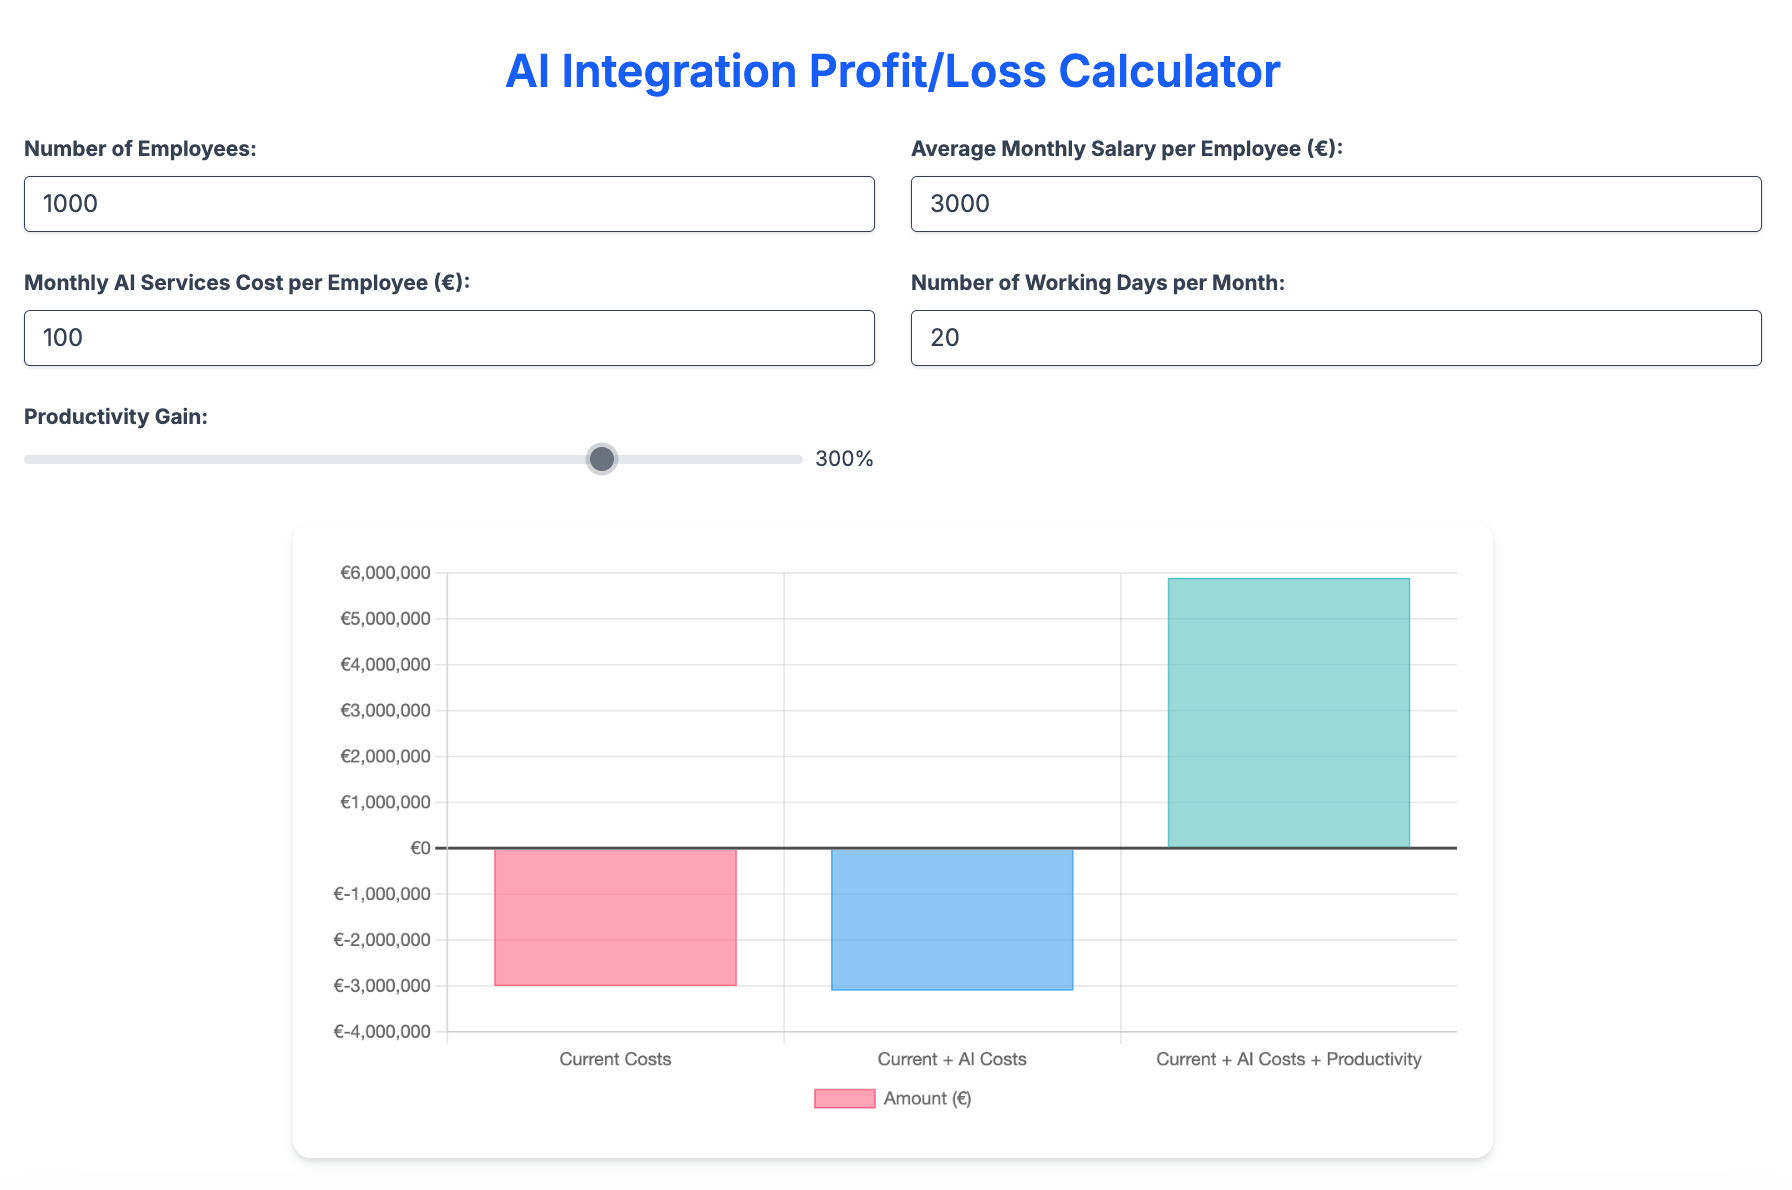 AI Integration Profit/Loss Calculator
Number of Employees:
1000
Average Monthly Salary per Employee (€):
3000
Monthly AI Services Cost per Employee (€):
100
Number of Working Days per Month:
20
Productivity Gain:
300%
€6,000,000
€5,000,000
€4,000,000
€3,000,000
€2,000,000
€1,000,000
€0
€-1,000,000
€-2,000,000
€-3,000,000
€-4,000,000
Current Costs
Current + AI Costs
Current + AI Costs + Productivity
Amount (€)